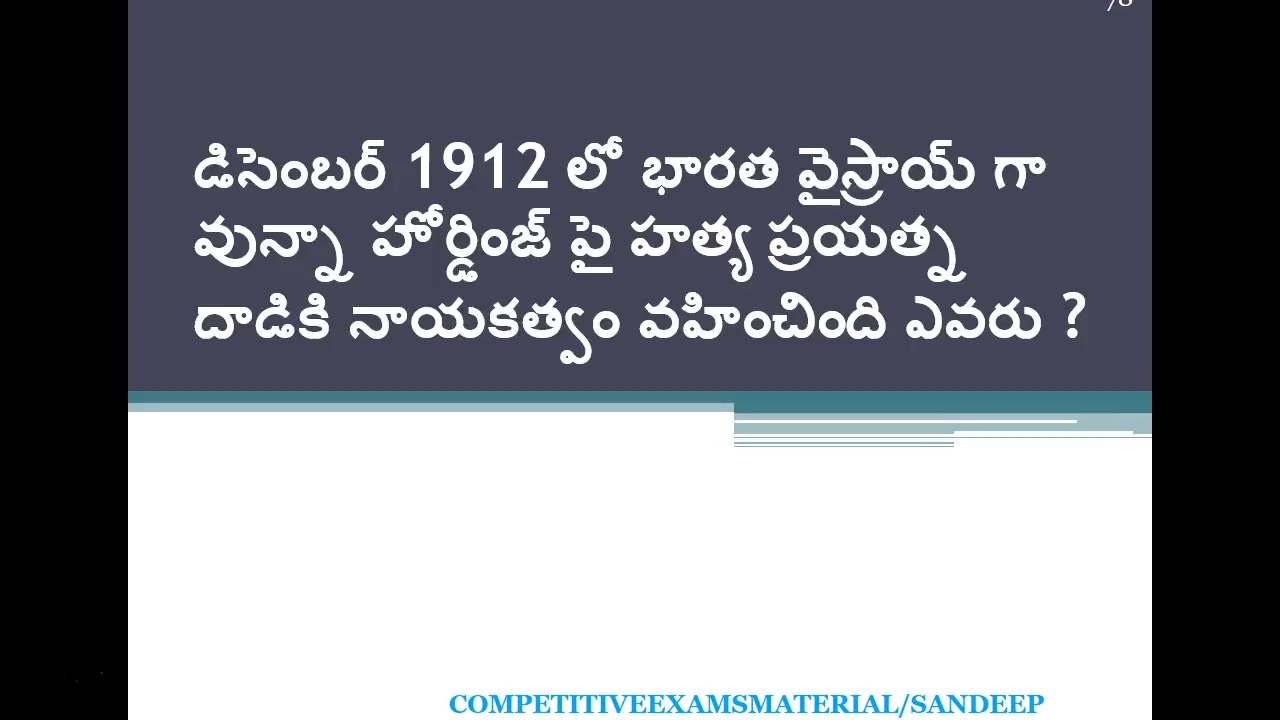 డిసెంబర్ 1912 లో భారత వైస్రాయ్ గా
వున్నా హోర్డింజ్ పై హత్య ప్రయత్న
దాడికి నాయకత్వం వహించింది ఎవరు ?
COMPETITIVEEXAMSMATERIAL/SANDEEP